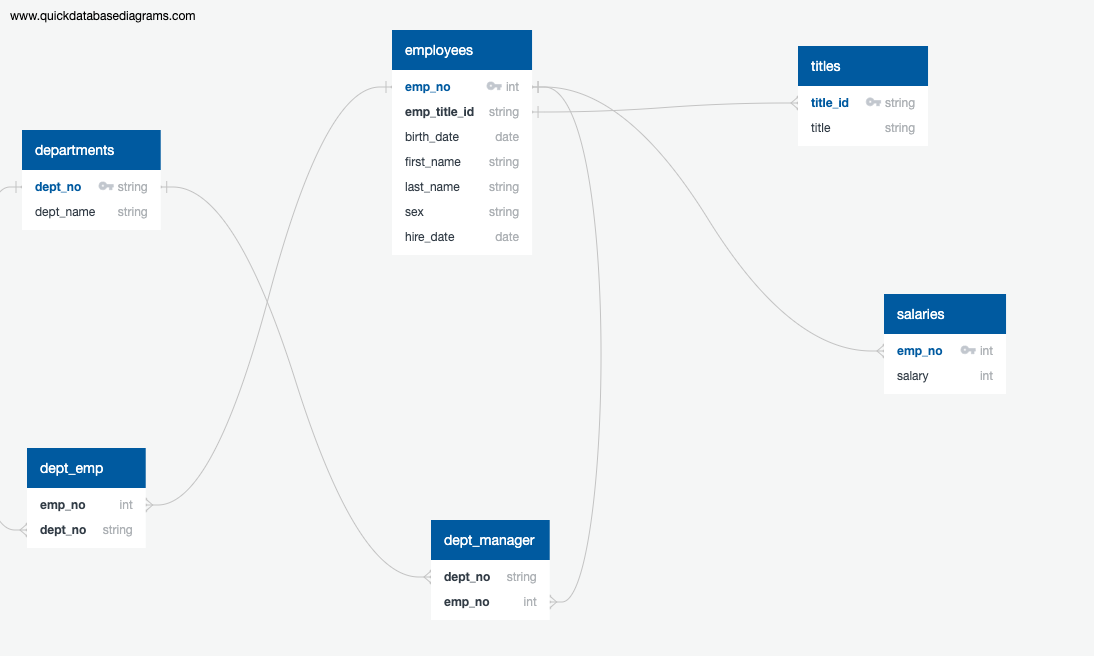 www.quickdatabasediagrams.com
employees
emp_no int
emp_title_id string
birth_date date
first_name string
last_name string
sex string
hire_date date
titles
title_id string
title string
departments
dept_no string
dept_name string
salaries
emp_no int
salary int
dept_emp
emp_no int
dept_no string
dept_manager
dept_no string
emp_no int